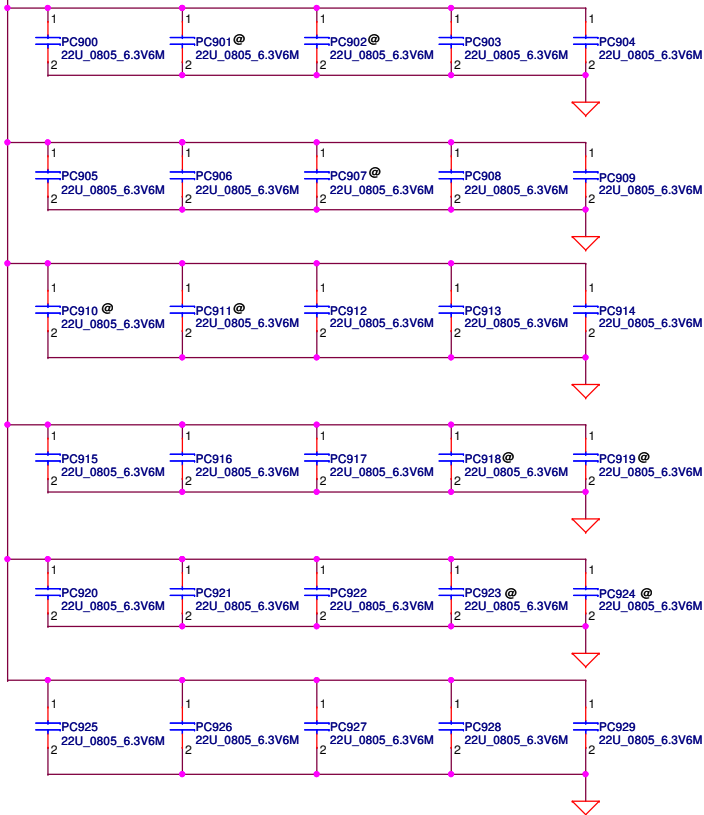 1 1 1 1 1
PC900 PC901@ PC902@ PC903 PC904
22U_0805_6.3V6M 22U_0805_6.3V6M 22U_0805_6.3V6M 22U_0805_6.3V6M 22U_0805_6.3V6M
2 2 2 2 2
1 1 1 1 1
PC905 PC906 PC907@ PC908 PC909
22U_0805_6.3V6M 22U_0805_6.3V6M 22U_0805_6.3V6M 22U_0805_6.3V6M 22U_0805_6.3V6M
2 2 2 2 2
1 1 1 1 1
PC910 @ PC911@ PC912 PC913 PC914
22U_0805_6.3V6M 22U_0805_6.3V6M 22U_0805_6.3V6M 22U_0805_6.3V6M 22U_0805_6.3V6M
2 2 2 2 2
1 1 1 1 1
PC915 PC916 PC917 PC918@ PC919@
22U_0805_6.3V6M 22U_0805_6.3V6M 22U_0805_6.3V6M 22U_0805_6.3V6M 22U_0805_6.3V6M
2 2 2 2 2
1 1 1 1 1
PC920 PC921 PC922 PC923 @ PC924 @
22U_0805_6.3V6M 22U_0805_6.3V6M 22U_0805_6.3V6M 22U_0805_6.3V6M 22U_0805_6.3V6M
2 2 2 2 2
1 1 1 1 1
PC925 PC926 PC927 PC928 PC929
22U_0805_6.3V6M 22U_0805_6.3V6M 22U_0805_6.3V6M 22U_0805_6.3V6M 22U_0805_6.3V6M
2 2 2 2 2